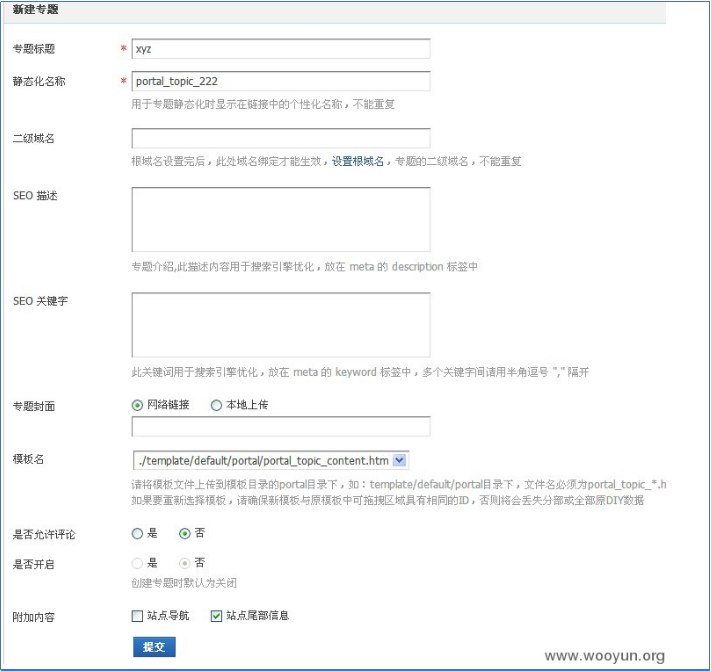 新建专题
专题标题 * xyz
静态化名称 * portal_topic_222
用于专题静态化时显示在链接中的个性化名称，不能重复
二级域名
根域名设置完后，此处域名绑定才能生效，设置根域名，专题的二级域名，不能重复
SEO 描述
专题介绍,此描述内容用于搜索引擎优化，放在 meta 的 description 标签中
SEO 关键字
此关键词用于搜索引擎优化，放在 meta 的 keyword 标签中，多个关键字间请用半角逗号 "," 隔开
专题封面 网络链接 本地上传
模板名 ./template/default/portal/portal_topic_content.htm
请将模板文件上传到模板目录的portal目录下，如：template/default/portal目录下，文件名必须为portal_topic_*.h
如果要重新选择模板，请确保新模板与原模板中可拖拽区域具有相同的ID，否则将会丢失分部或全部原DIY数据
是否允许评论 是 否
是否开启 是 否
创建专题时默认为关闭
附加内容 站点导航 站点尾部信息
提交
www.wooyun.org